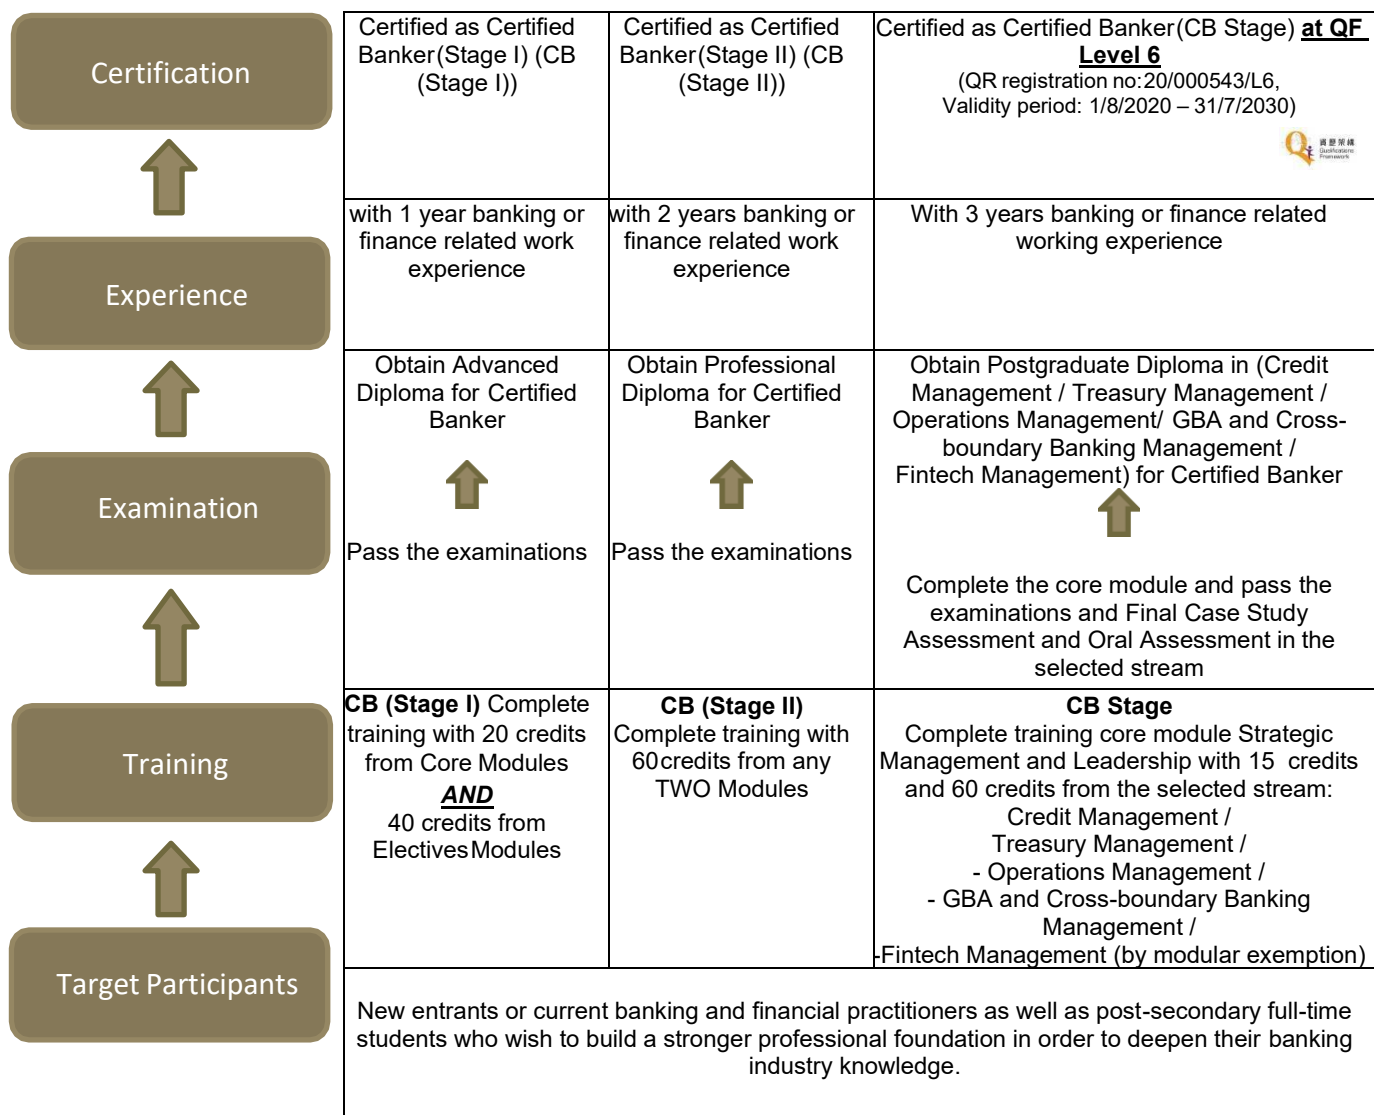 Certification
Certified as Certified
Banker(Stage I) (CB
(Stage I))
Certified as Certified
Banker(Stage II) (CB
(Stage II))
Certified as Certified Banker(CB Stage) at QF
Level 6
(QR registration no:20/000543/L6,
Validity period: 1/8/2020 – 31/7/2030)
資歷架構
Qualifications
Framework
Experience
with 1 year banking or
finance related work
experience
with 2 years banking or
finance related work
experience
With 3 years banking or finance related
working experience
Examination
Obtain Advanced
Diploma for Certified
Banker
Pass the examinations
Obtain Professional
Diploma for Certified
Banker
Pass the examinations
Obtain Postgraduate Diploma in (Credit
Management / Treasury Management /
Operations Management/ GBA and Cross-
boundary Banking Management /
Fintech Management) for Certified Banker
Complete the core module and pass the
examinations and Final Case Study
Assessment and Oral Assessment in the
selected stream
Training
CB (Stage I) Complete
training with 20 credits
from Core Modules
AND
40 credits from
Electives Modules
CB (Stage II)
Complete training with
60 credits from any
TWO Modules
CB Stage
Complete training core module Strategic
Management and Leadership with 15 credits
and 60 credits from the selected stream:
Credit Management /
Treasury Management /
- Operations Management /
- GBA and Cross-boundary Banking
Management /
-Fintech Management (by modular exemption)
Target Participants
New entrants or current banking and financial practitioners as well as post-secondary full-time
students who wish to build a stronger professional foundation in order to deepen their banking
industry knowledge.